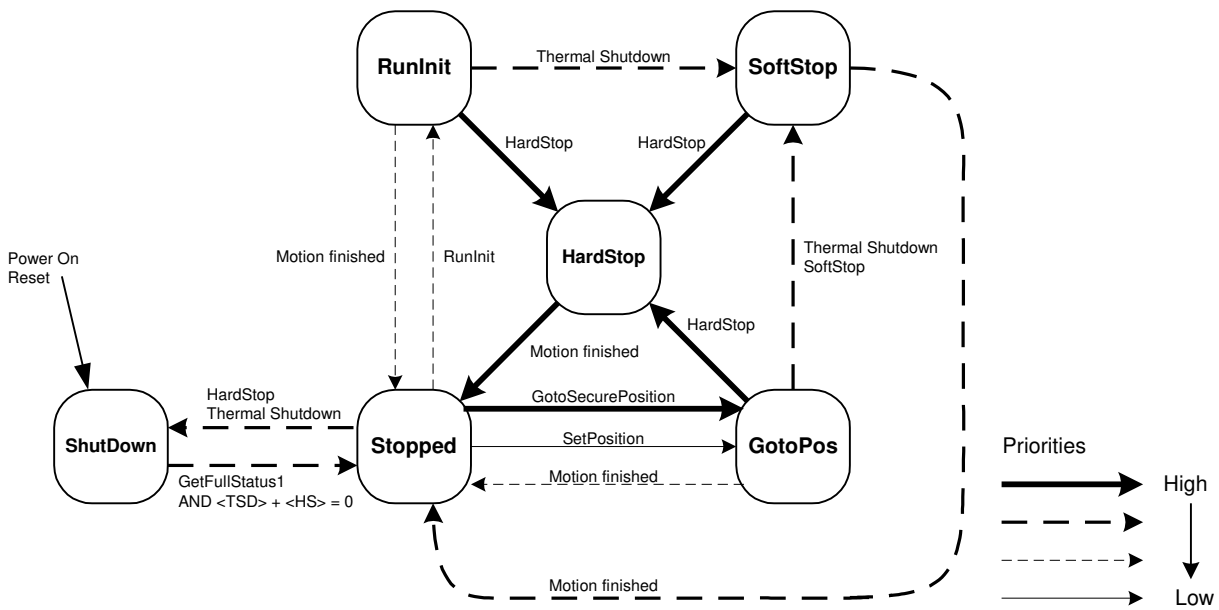 RunInit
Thermal Shutdown
SoftStop
HardStop
HardStop
Motion finished
RunInit
HardStop
Thermal Shutdown
SoftStop
Power On
Reset
HardStop
Motion finished
HardStop
Thermal Shutdown
GotoSecurePosition
ShutDown
Stopped
SetPosition
GotoPos
Motion finished
GetFullStatus1
AND <TSD> + <HS> = 0
Motion finished
Priorities
High
Low